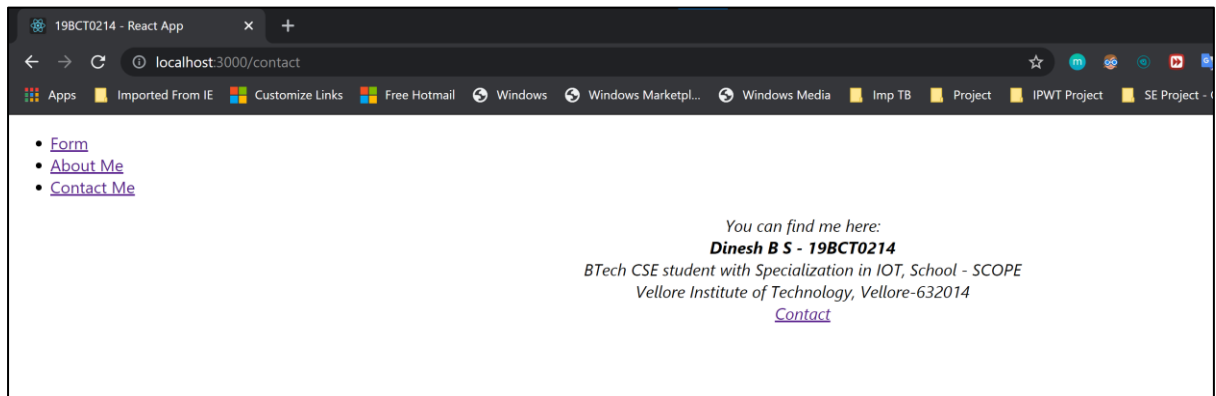 19BCT0214 - React App
localhost:3000/contact
Apps Imported From IE Customize Links Free Hotmail Windows Windows Marketpl... Windows Media Imp TB Project IPWT Project SE Project -
Form
About Me
Contact Me
You can find me here:
Dinesh B S - 19BCT0214
BTech CSE student with Specialization in IOT, School - SCOPE
Vellore Institute of Technology, Vellore-632014
Contact